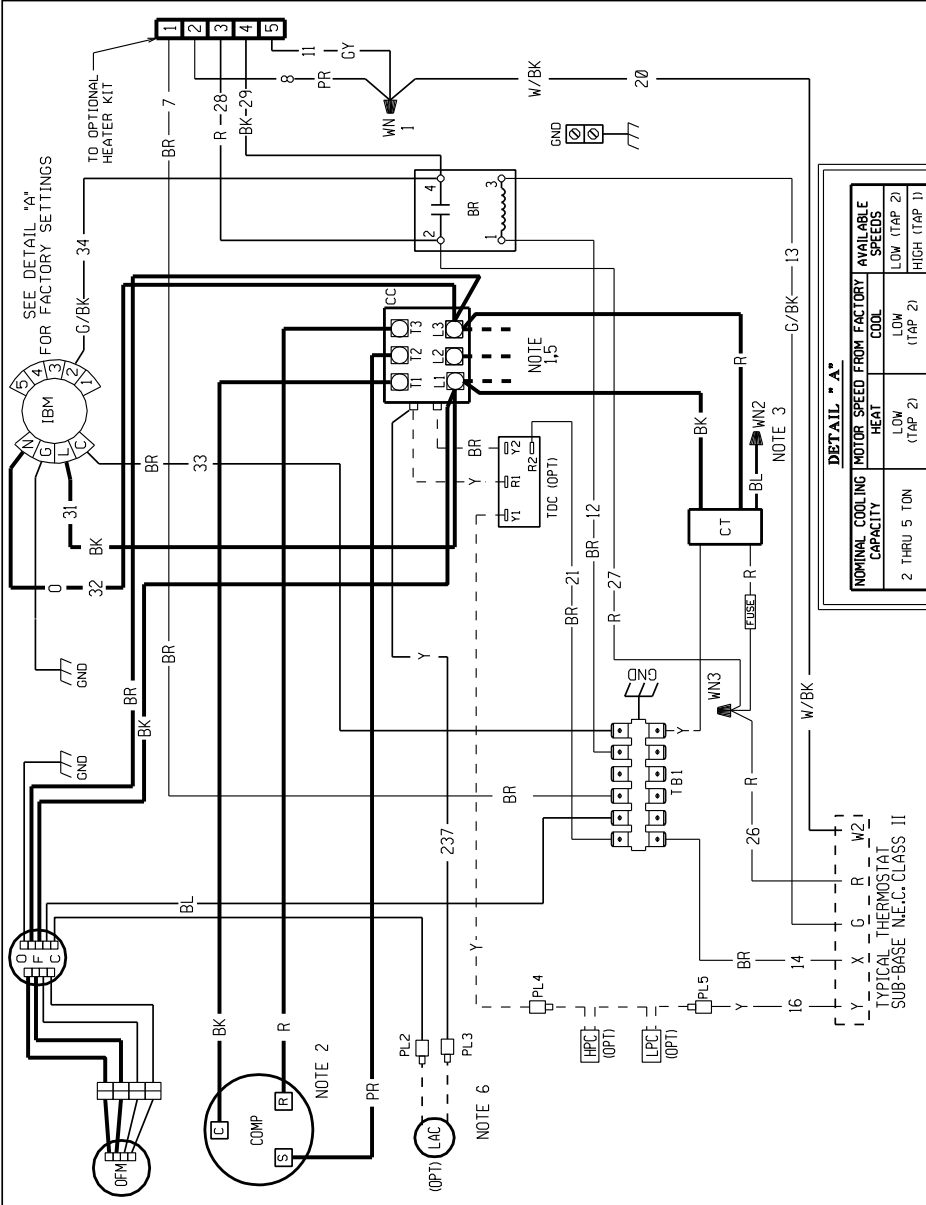 1
2
3
4
5
TO OPTIONAL
HEATER KIT
BR
7
8
PR
R
28
BK
29
11
GY
WN
1
W/BK
20
GND
SEE DETAIL "A"
FOR FACTORY SETTINGS
5
4
3
2
1
IBM
N
G
L
C
G/BK
34
4
3
2
1
BR
13
G/BK
31
BK
O
32
BR
33
CC
T1
T2
T3
L1
L2
L3
NOTE
1,5
BR
Y
Y2
R1
R2
Y1
TDC (OPT)
BR
12
BR
21
R
27
BK
R
BL
WN2
NOTE 3
CT
R
FUSE
WN3
GND
GND
GND
BR
BK
BR
Y
237
BR
Y
TB1
R
26
W/BK
BL
O
F
C
OFM
BK
R
PR
C
R
S
COMP
NOTE 2
PL2
PL3
LAC
(OPT)
NOTE 6
Y
PL4
HPC
(OPT)
LPC
(OPT)
PL5
Y
16
BR
14
Y
X
G
R
W2
TYPICAL THERMOSTAT
SUB-BASE N.E.C. CLASS II
DETAIL " A"
NOMINAL COOLING CAPACITY
MOTOR SPEED FROM FACTORY
HEAT
COOL
AVAILABLE SPEEDS
2 THRU 5 TON
LOW
(TAP 2)
LOW
(TAP 2)
LOW (TAP 2)
HIGH (TAP 1)